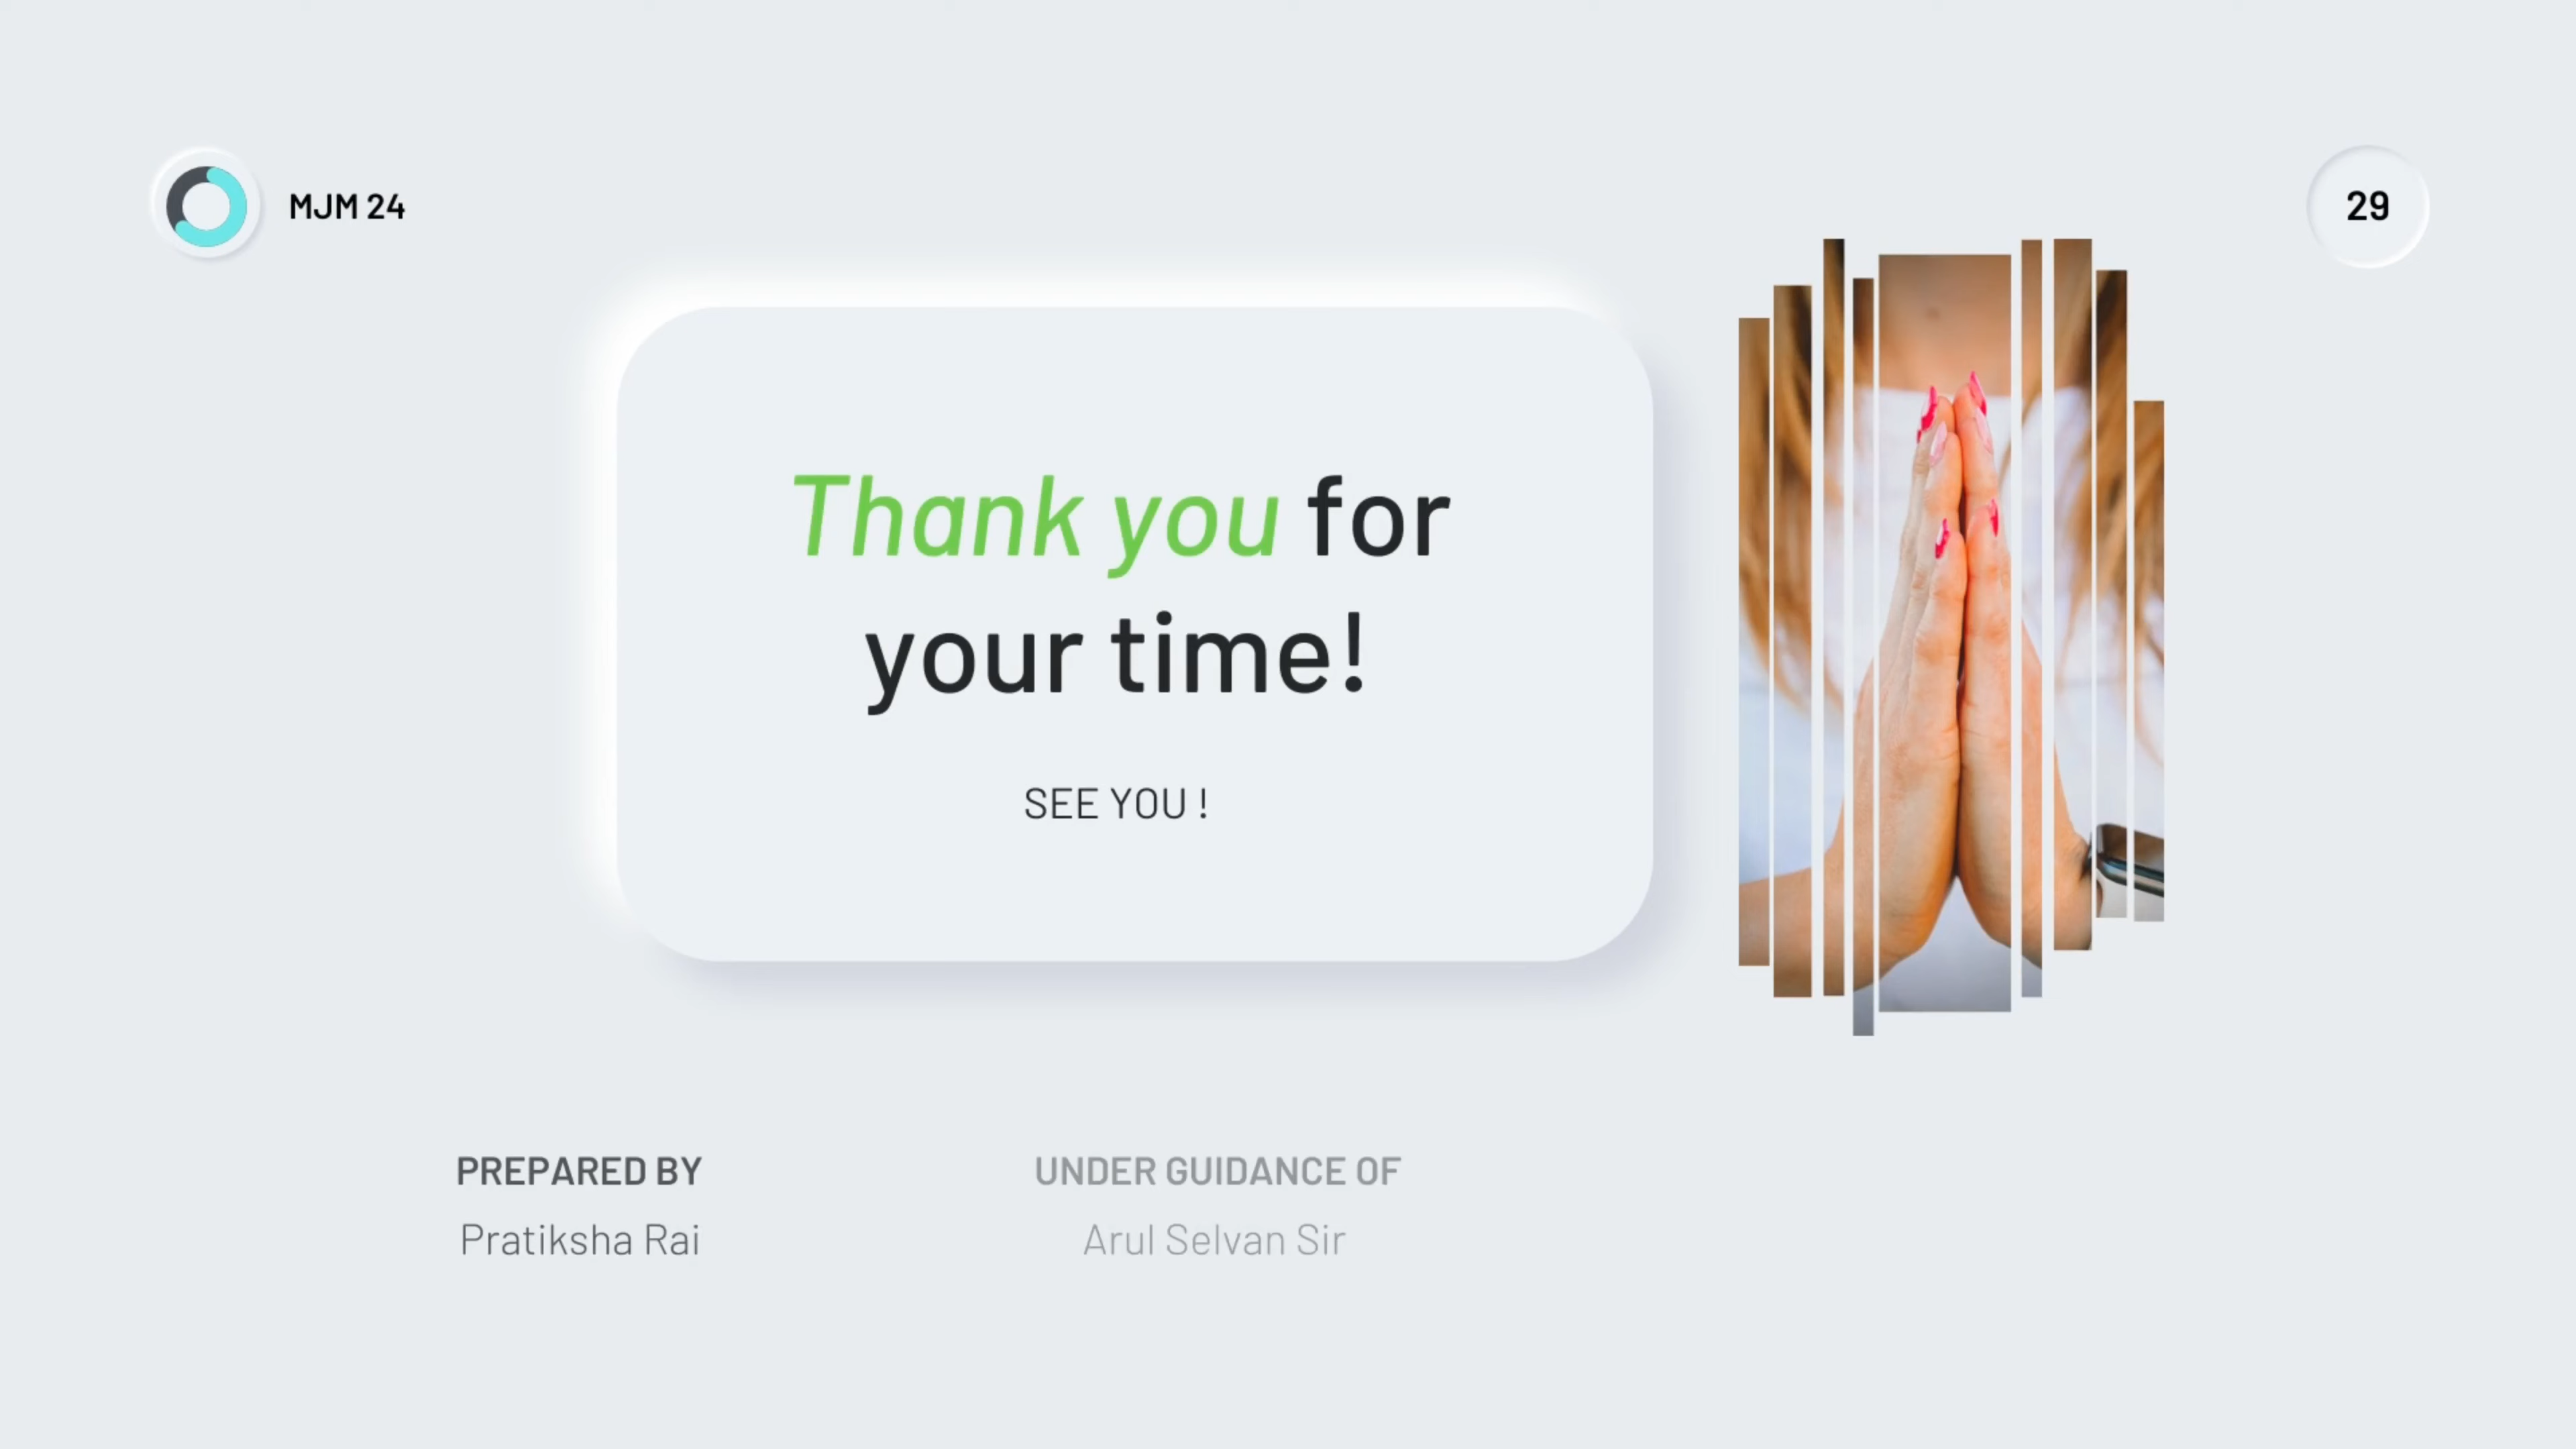 MJM 24
29
Thank you for
your time!
SEE YOU !
PREPARED BY
Pratiksha Rai
UNDER GUIDANCE OF
Arul Selvan Sir